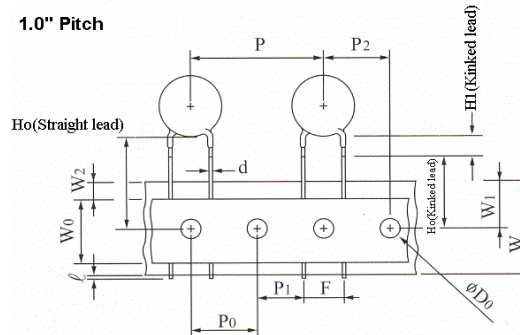 1.0" Pitch
P
P2
H1(Kinked lead)
Ho(Straight lead)
d
W2
W0
Ho(Kinked lead)
W1
W
ℓ
P1
F
P0
øD0